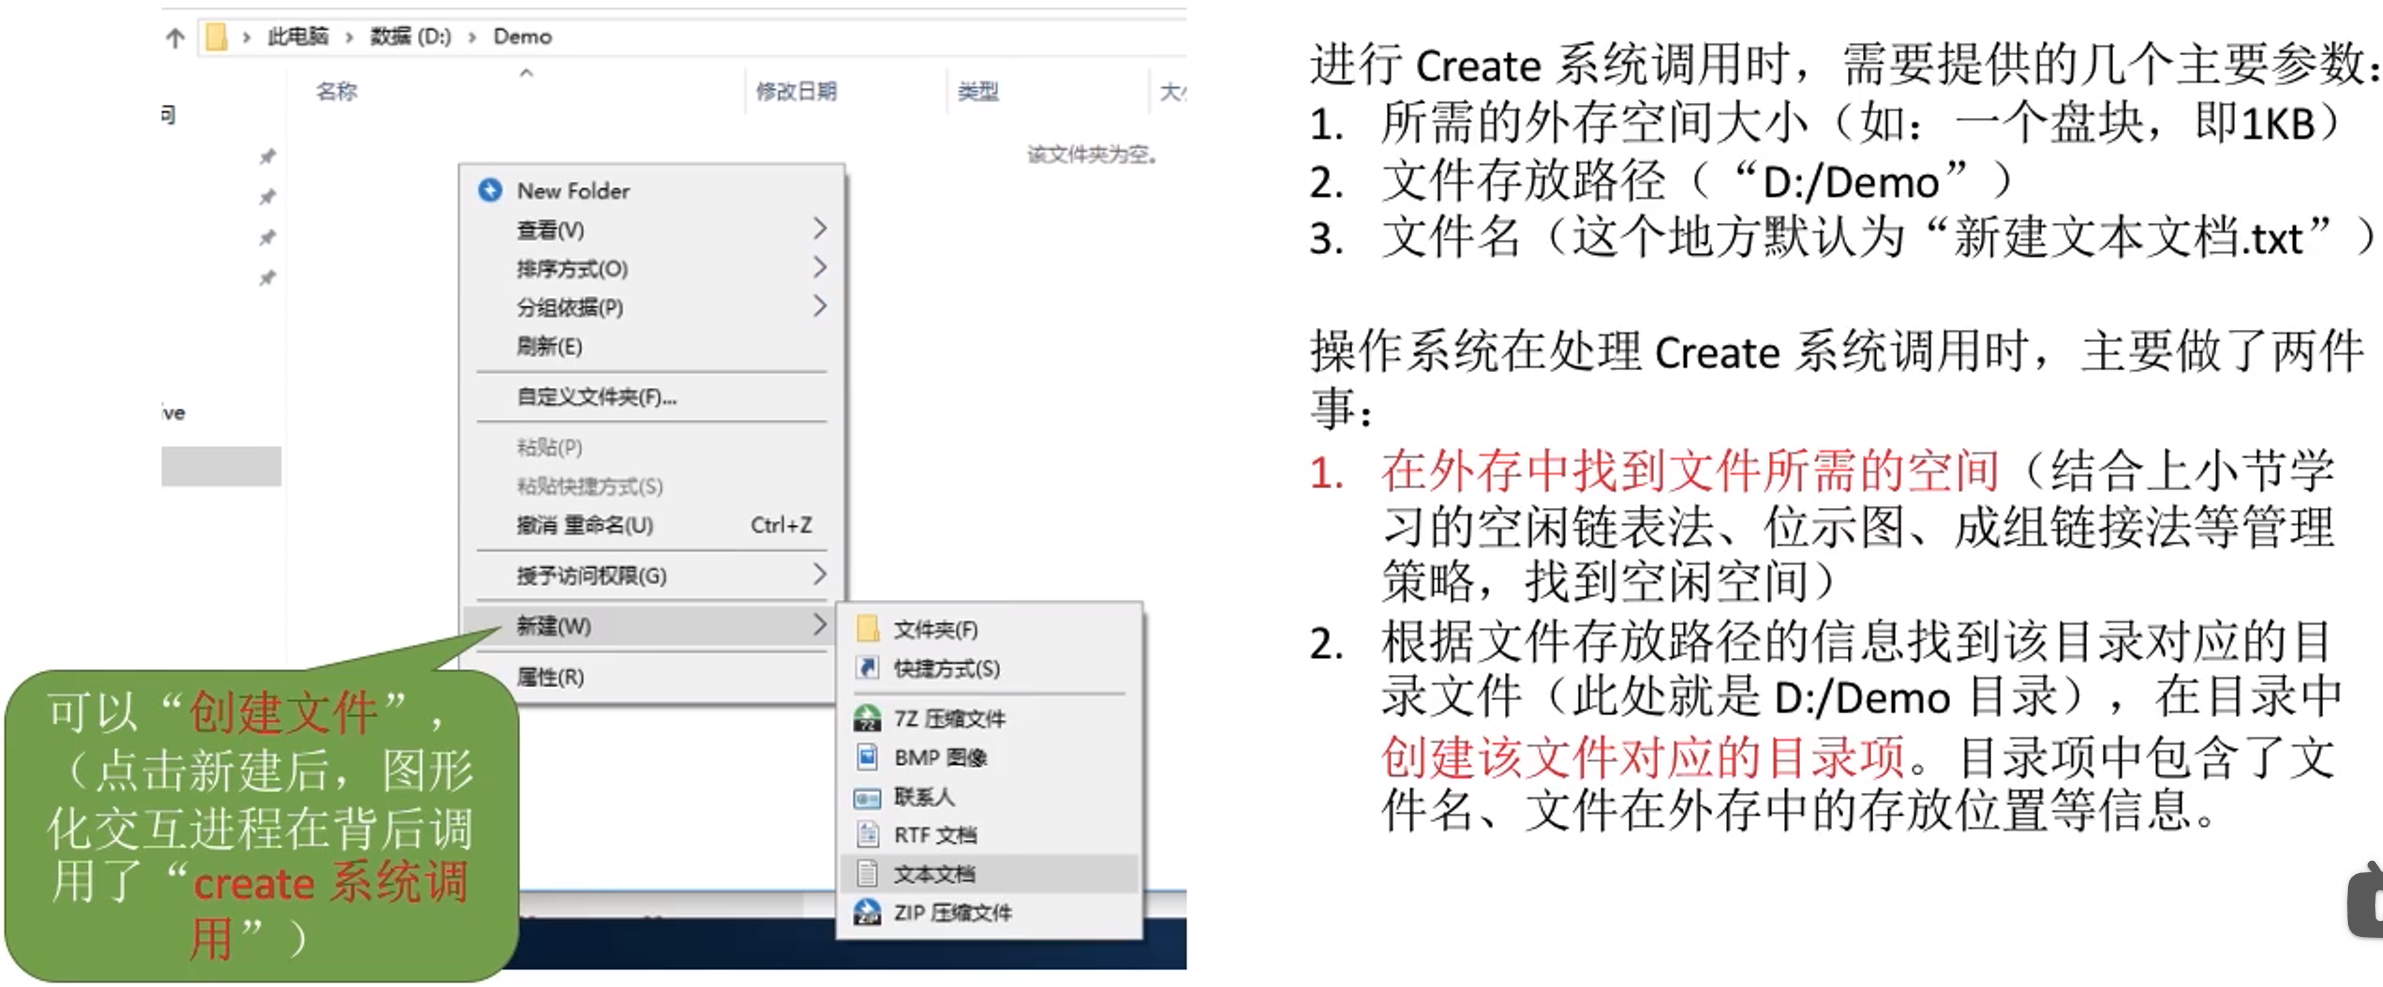 此电脑 › 数据 (D:) › Demo
名称 修改日期 类型
该文件夹为空。
ve
New Folder
查看(V)
排序方式(O)
分组依据(P)
刷新(E)
自定义文件夹(F)...
粘贴(P)
粘贴快捷方式(S)
撤消 重命名(U) Ctrl+Z
授予访问权限(G)
新建(W)
属性(R)
文件夹(F)
快捷方式(S)
7Z 压缩文件
BMP 图像
联系人
RTF 文档
文本文档
ZIP 压缩文件
可以“创建文件”，
（点击新建后，图形
化交互进程在背后调
用了“create 系统调
用”）
进行 Create 系统调用时，需要提供的几个主要参数：
1. 所需的外存空间大小（如：一个盘块，即1KB）
2. 文件存放路径（“D:/Demo”）
3. 文件名（这个地方默认为“新建文本文档.txt”）
操作系统在处理 Create 系统调用时，主要做了两件
事：
1. 在外存中找到文件所需的空间（结合上小节学
习的空闲链表法、位示图、成组链接法等管理
策略，找到空闲空间）
2. 根据文件存放路径的信息找到该目录对应的目
录文件（此处就是 D:/Demo 目录），在目录中
创建该文件对应的目录项。目录项中包含了文
件名、文件在外存中的存放位置等信息。